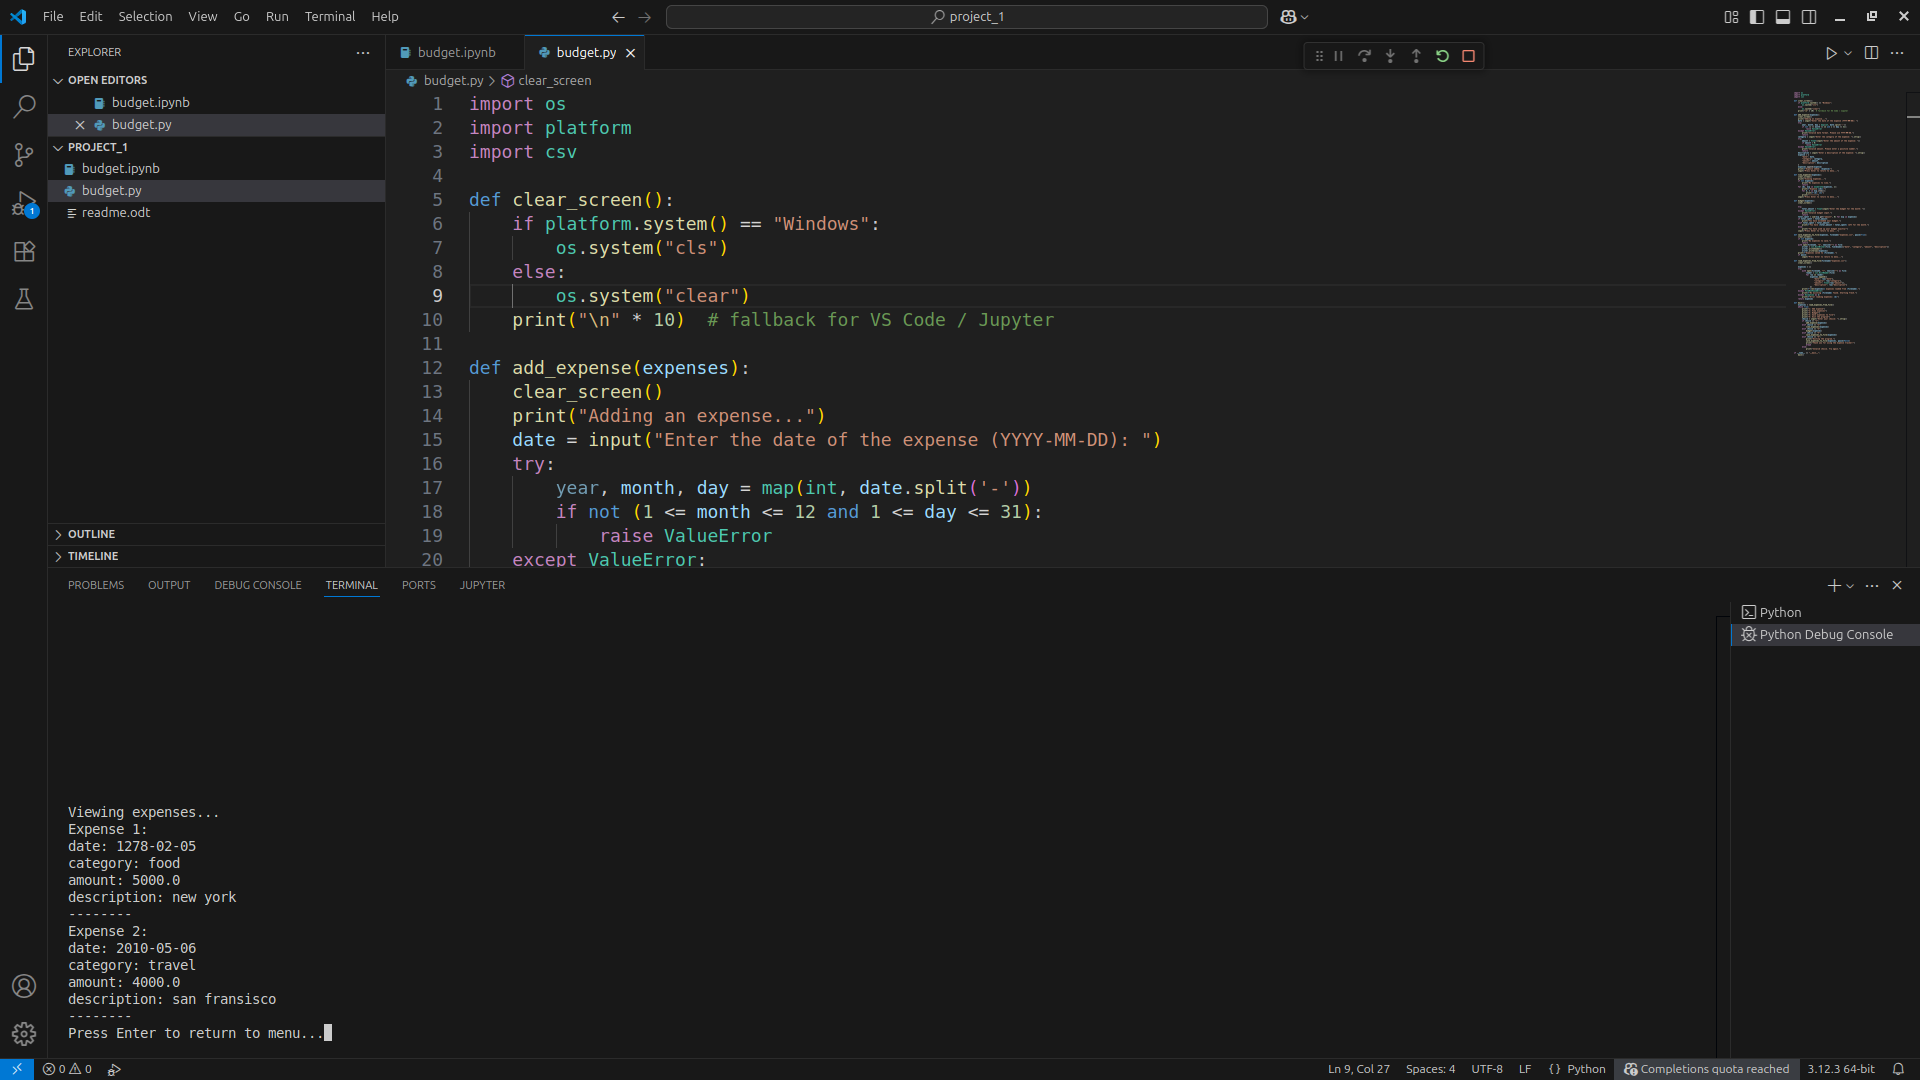 File Edit Selection View Go Run Terminal Help
project_1
EXPLORER
OPEN EDITORS
budget.ipynb
budget.py
PROJECT_1
budget.ipynb
budget.py
readme.odt
OUTLINE
TIMELINE
budget.ipynb budget.py
budget.py > clear_screen
1 import os
2 import platform
3 import csv
4
5 def clear_screen():
6 if platform.system() == "Windows":
7 os.system("cls")
8 else:
9 os.system("clear")
10 print("\n" * 10)  # fallback for VS Code / Jupyter
11
12 def add_expense(expenses):
13 clear_screen()
14 print("Adding an expense...")
15 date = input("Enter the date of the expense (YYYY-MM-DD): ")
16 try:
17 year, month, day = map(int, date.split('-'))
18 if not (1 <= month <= 12 and 1 <= day <= 31):
19 raise ValueError
20 except ValueError:
PROBLEMS OUTPUT DEBUG CONSOLE TERMINAL PORTS JUPYTER
Python
Python Debug Console
Viewing expenses...
Expense 1:
date: 1278-02-05
category: food
amount: 5000.0
description: new york
--------
Expense 2:
date: 2010-05-06
category: travel
amount: 4000.0
description: san fransisco
--------
Press Enter to return to menu...
1
0 0
Ln 9, Col 27 Spaces: 4 UTF-8 LF {} Python Completions quota reached 3.12.3 64-bit